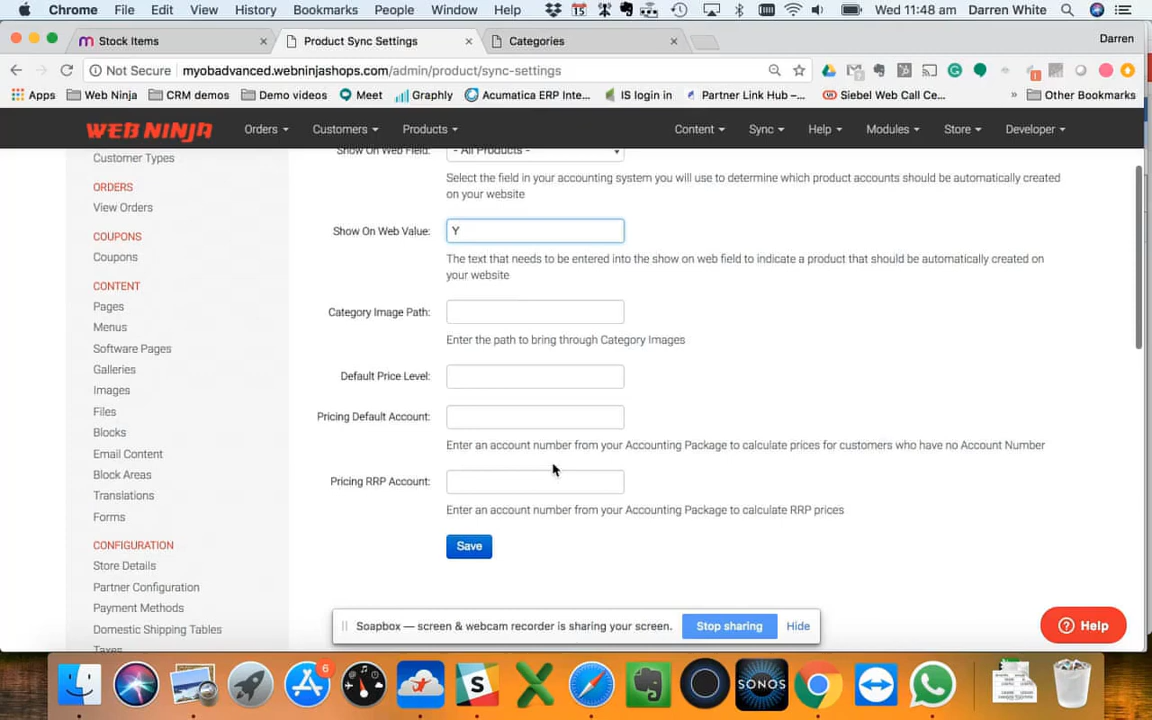 Chrome File Edit View History Bookmarks People Window Help Wed 11:48 am Darren White
15
Stock Items × Product Sync Settings × Categories × Darren
Not Secure myobadvanced.webninjashops.com/admin/product/sync-settings
Apps Web Ninja CRM demos Demo videos Meet Graphly Acumatica ERP Inte... IS login in Partner Link Hub –... Siebel Web Call Ce... » Other Bookmarks
WEB NINJA Orders Customers Products Content Sync Help Modules Store Developer
Customer Types
ORDERS
View Orders
COUPONS
Coupons
CONTENT
Pages
Menus
Software Pages
Galleries
Images
Files
Blocks
Email Content
Block Areas
Translations
Forms
CONFIGURATION
Store Details
Partner Configuration
Payment Methods
Domestic Shipping Tables
Taxes
Show On Web Field: - All Products -
Select the field in your accounting system you will use to determine which product accounts should be automatically created
on your website
Show On Web Value: Y
The text that needs to be entered into the show on web field to indicate a product that should be automatically created on
your website
Category Image Path:
Enter the path to bring through Category Images
Default Price Level:
Pricing Default Account:
Enter an account number from your Accounting Package to calculate prices for customers who have no Account Number
Pricing RRP Account:
Enter an account number from your Accounting Package to calculate RRP prices
Save
Soapbox — screen & webcam recorder is sharing your screen. Stop sharing Hide
Help
6
SONOS